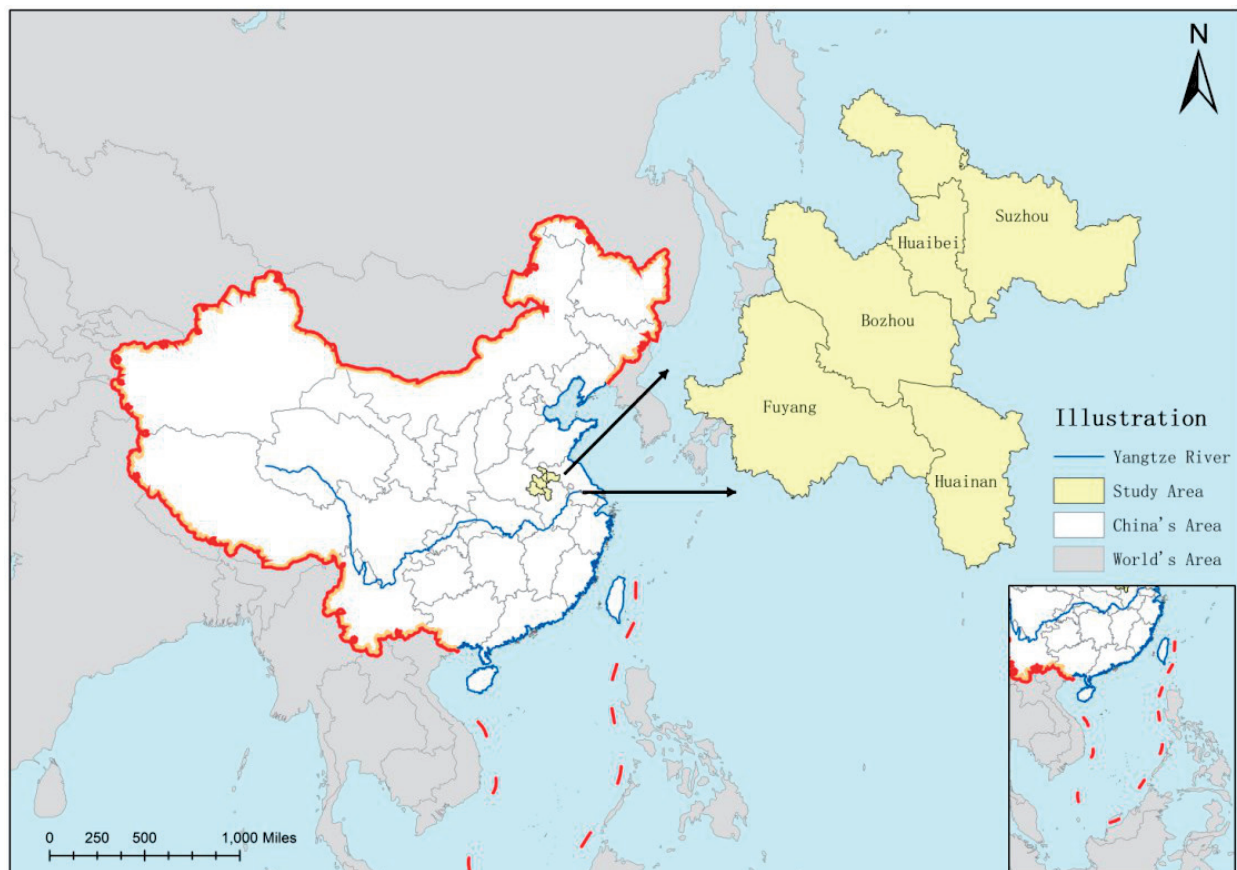 N
Suzhou
Huaibei
Bozhou
Fuyang
Huainan
Illustration
Yangtze River
Study Area
China's Area
World's Area
0 250 500 1,000 Miles